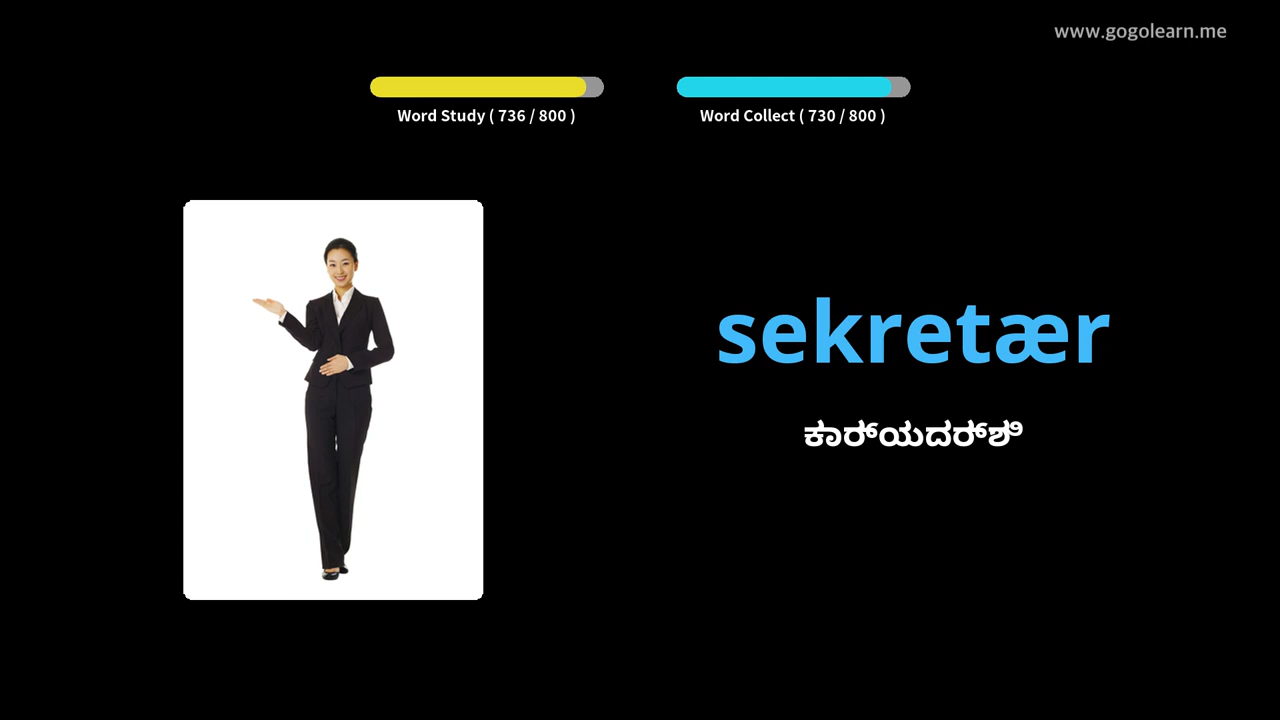 www.gogolearn.me
Word Study ( 736 / 800 )
Word Collect ( 730 / 800 )
sekretær
ಕಾರ್ಯದರ್ಶಿ